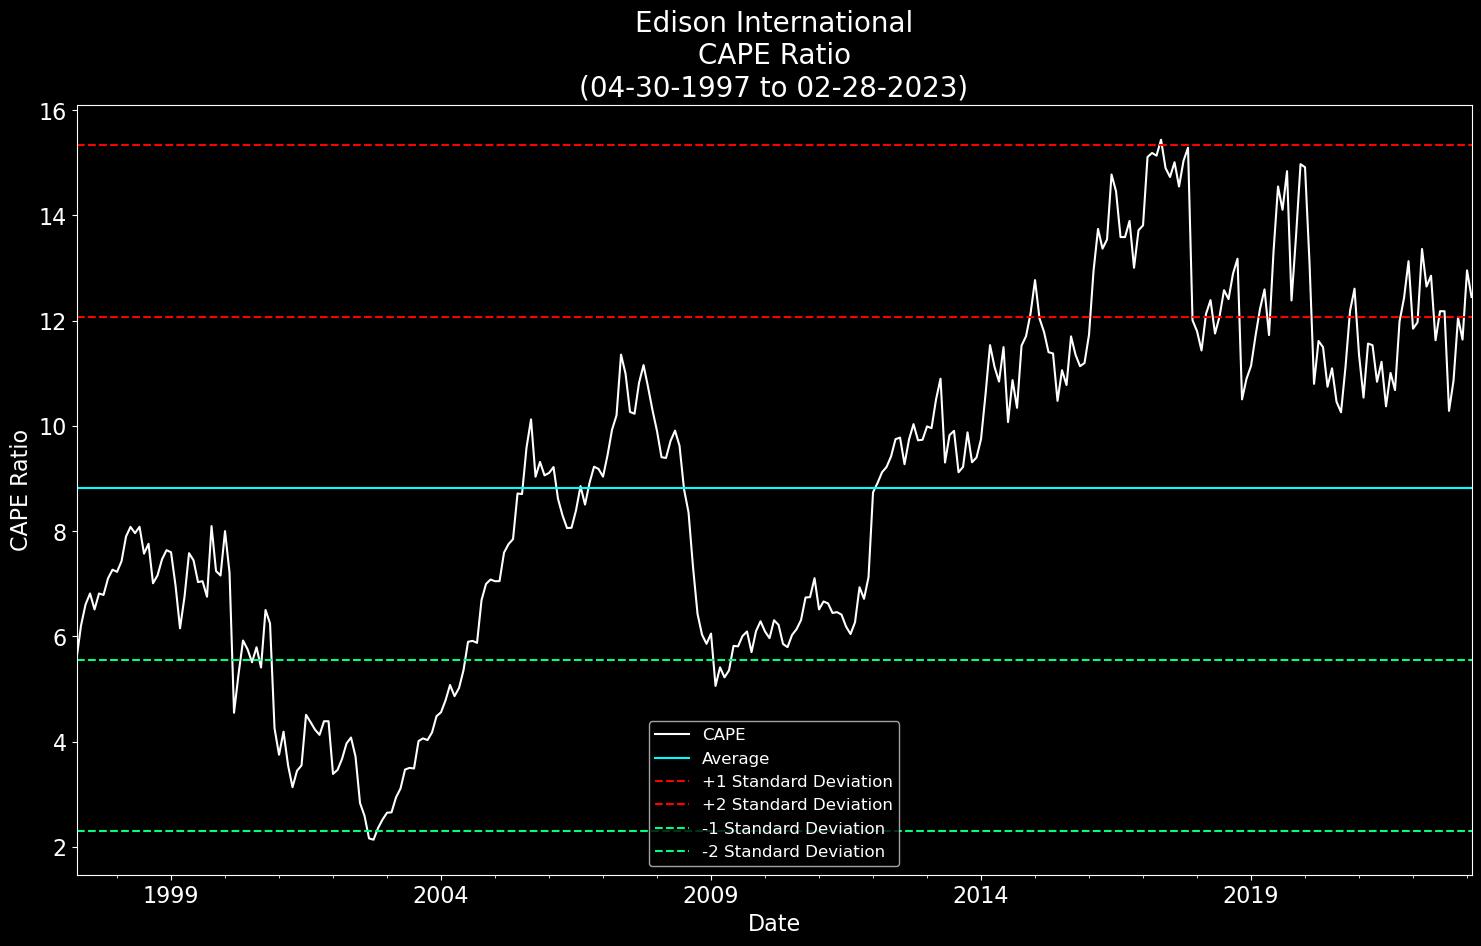 Edison International
CAPE Ratio
(04-30-1997 to 02-28-2023)
16
14
12
10
8
6
4
2
CAPE Ratio
CAPE
Average
+1 Standard Deviation
+2 Standard Deviation
-1 Standard Deviation
-2 Standard Deviation
1999 2004 2009 2014 2019
Date